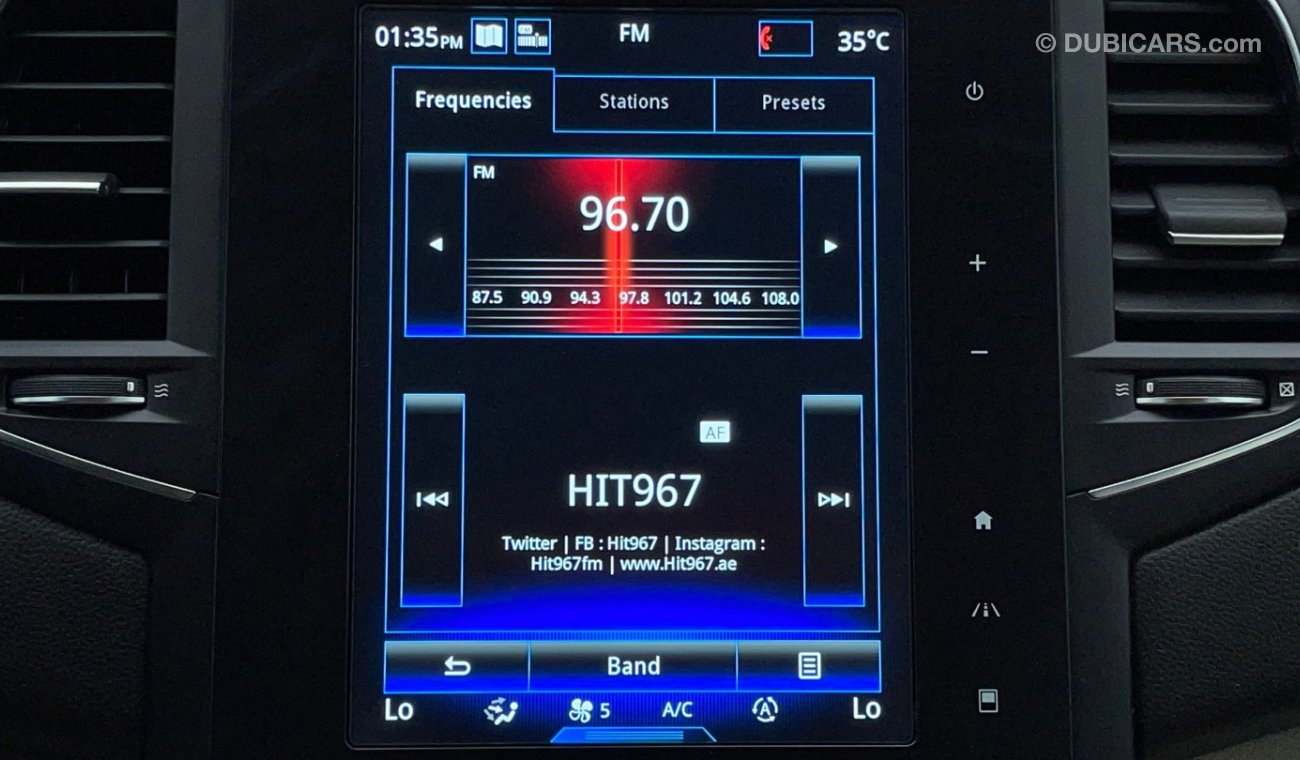 01:35PM FM 35°C
© DUBICARS.com
Frequencies Stations Presets
FM
96.70
87.5 90.9 94.3 97.8 101.2 104.6 108.0
AF
HIT967
Twitter | FB : Hit967 | Instagram :
Hit967fm | www.Hit967.ae
Band
Lo 5 A/C A Lo